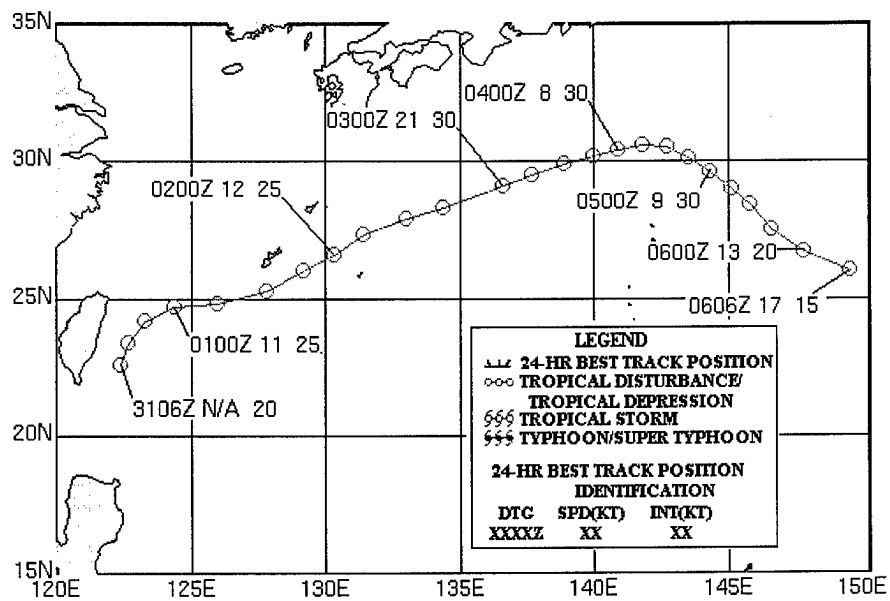 35N
0400Z 8 30
0300Z 21 30
30N
0200Z 12 25
0500Z 9 30
0600Z 13 20
25N
0606Z 17 15
0100Z 11 25
LEGEND
24-HR BEST TRACK POSITION
TROPICAL DISTURBANCE/
TROPICAL DEPRESSION
TROPICAL STORM
TYPHOON/SUPER TYPHOON
3106Z N/A 20
20N
24-HR BEST TRACK POSITION
IDENTIFICATION
DTG SPD(KT) INT(KT)
XXXXZ XX XX
15N
120E 125E 130E 135E 140E 145E 150E